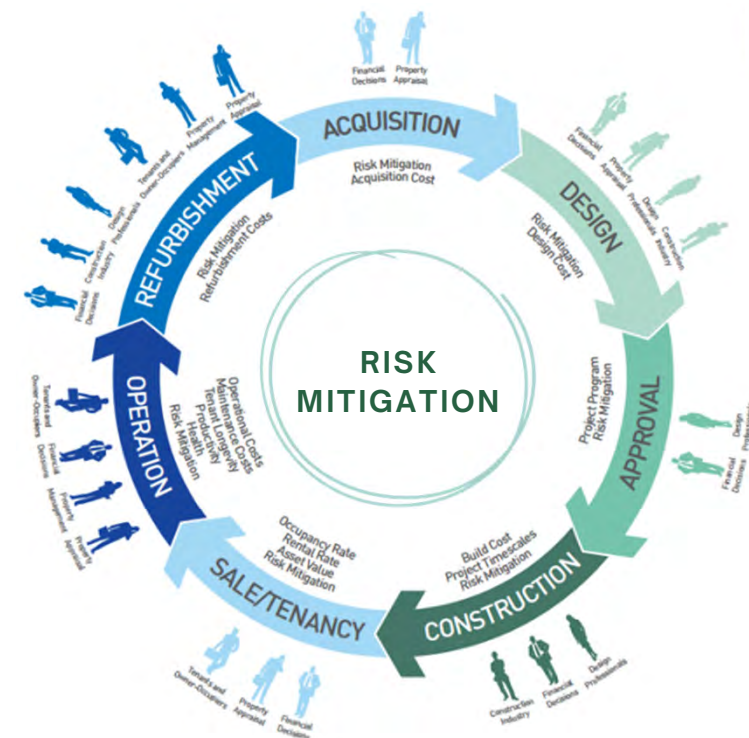 RISK
MITIGATION
ACQUISITION
Financial
Decisions
Property
Appraisal
Risk Mitigation
Acquisition Cost
DESIGN
Financial
Decisions
Property
Appraisal
Design
Professionals
Construction
Industry
Risk Mitigation
Design Cost
APPROVAL
Design
Financial
Decisions
Project Program
Risk Mitigation
CONSTRUCTION
Build Cost
Project Timescales
Risk Mitigation
Construction
Industry
Financial
Decisions
Design
Professionals
SALE/TENANCY
Occupancy Rate
Rental Rate
Asset Value
Risk Mitigation
Tenants and
Owner-Occupiers
Property
Appraisal
Financial
Decisions
OPERATION
Operational Costs
Maintenance Costs
Tenant Longevity
Productivity
Health
Risk Mitigation
Tenants and
Owner-Occupiers
Financial
Decisions
Property
Management
Property
Appraisal
REFURBISHMENT
Risk Mitigation
Refurbishment Costs
Financial
Decisions
Construction
Industry
Design
Professionals
Tenants and
Owner-Occupiers
Property
Management
Property
Appraisal